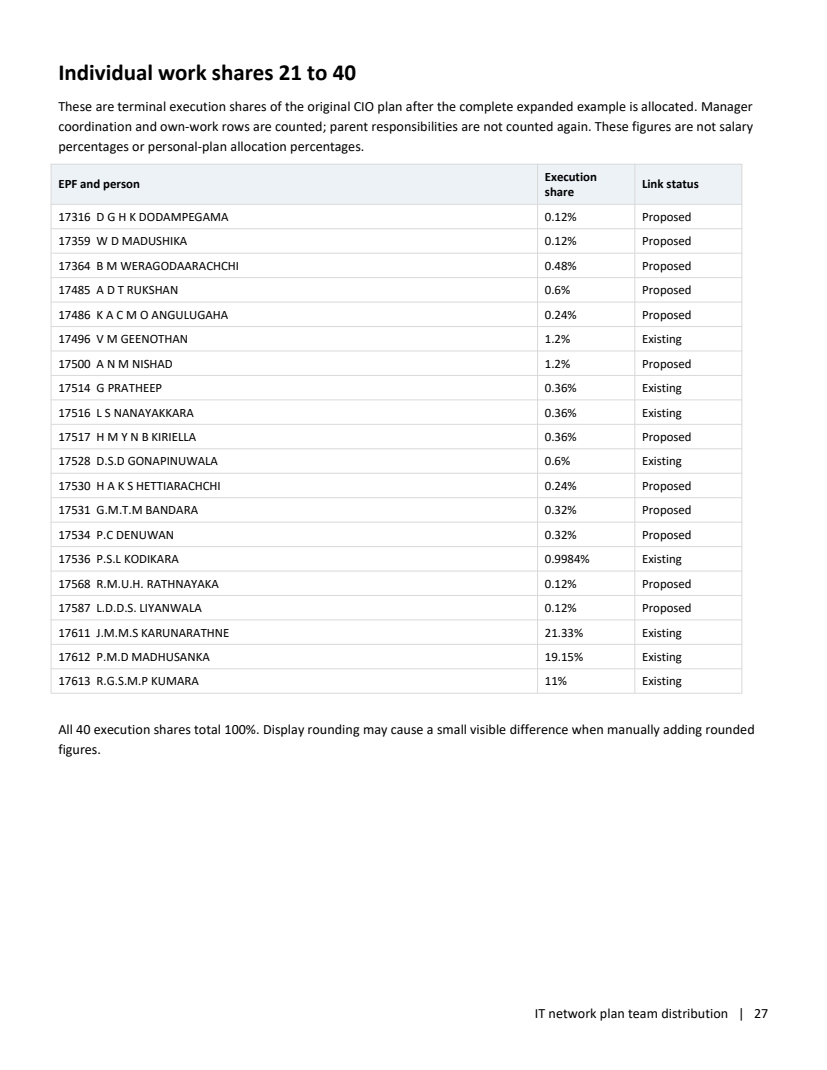 Individual work shares 21 to 40
These are terminal execution shares of the original CIO plan after the complete expanded example is allocated. Manager
coordination and own-work rows are counted; parent responsibilities are not counted again. These figures are not salary
percentages or personal-plan allocation percentages.
EPF and person Execution share Link status
17316 D G H K DODAMPEGAMA 0.12% Proposed
17359 W D MADUSHIKA 0.12% Proposed
17364 B M WERAGODAARACHCHI 0.48% Proposed
17485 A D T RUKSHAN 0.6% Proposed
17486 K A C M O ANGULUGAHA 0.24% Proposed
17496 V M GEENOTHAN 1.2% Existing
17500 A N M NISHAD 1.2% Proposed
17514 G PRATHEEP 0.36% Existing
17516 L S NANAYAKKARA 0.36% Existing
17517 H M Y N B KIRIELLA 0.36% Proposed
17528 D.S.D GONAPINUWALA 0.6% Existing
17530 H A K S HETTIARACHCHI 0.24% Proposed
17531 G.M.T.M BANDARA 0.32% Proposed
17534 P.C DENUWAN 0.32% Proposed
17536 P.S.L KODIKARA 0.9984% Existing
17568 R.M.U.H. RATHNAYAKA 0.12% Proposed
17587 L.D.D.S. LIYANWALA 0.12% Proposed
17611 J.M.M.S KARUNARATHNE 21.33% Existing
17612 P.M.D MADHUSANKA 19.15% Existing
17613 R.G.S.M.P KUMARA 11% Existing
All 40 execution shares total 100%. Display rounding may cause a small visible difference when manually adding rounded
figures.
IT network plan team distribution | 27